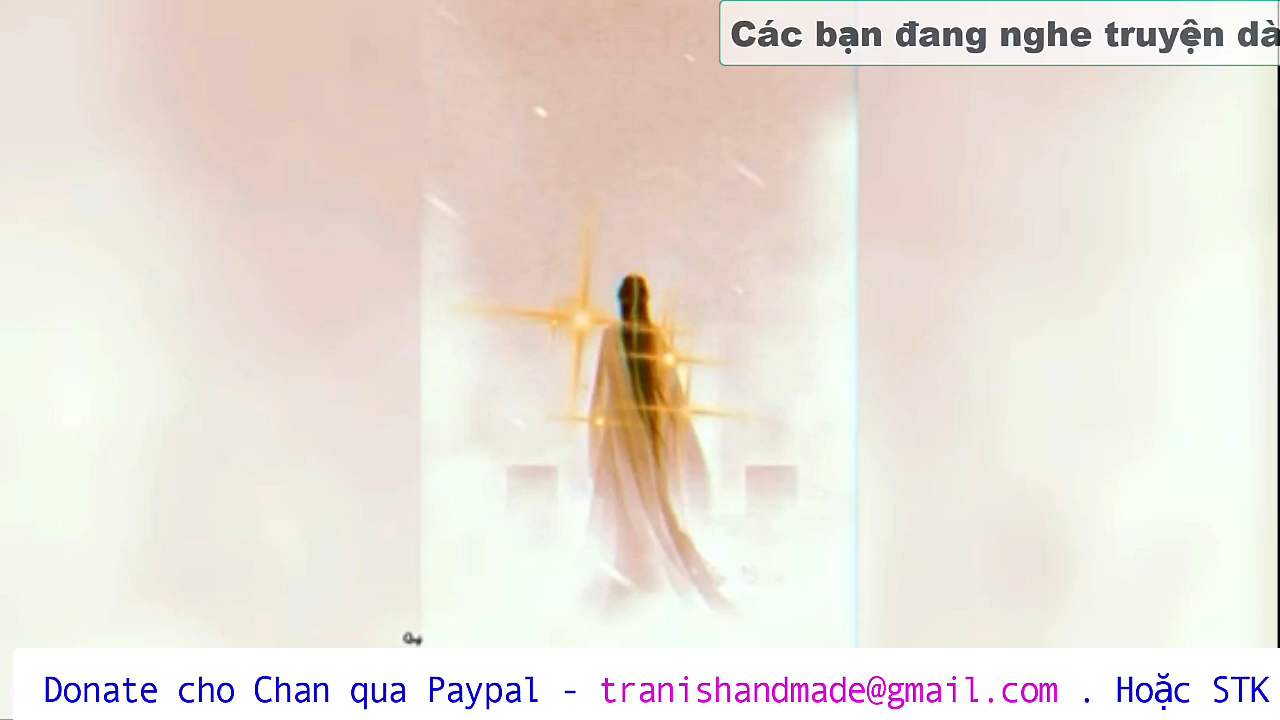 Các bạn đang nghe truyện dà
Donate cho Chan qua Paypal - tranishandmade@gmail.com . Hoặc STK